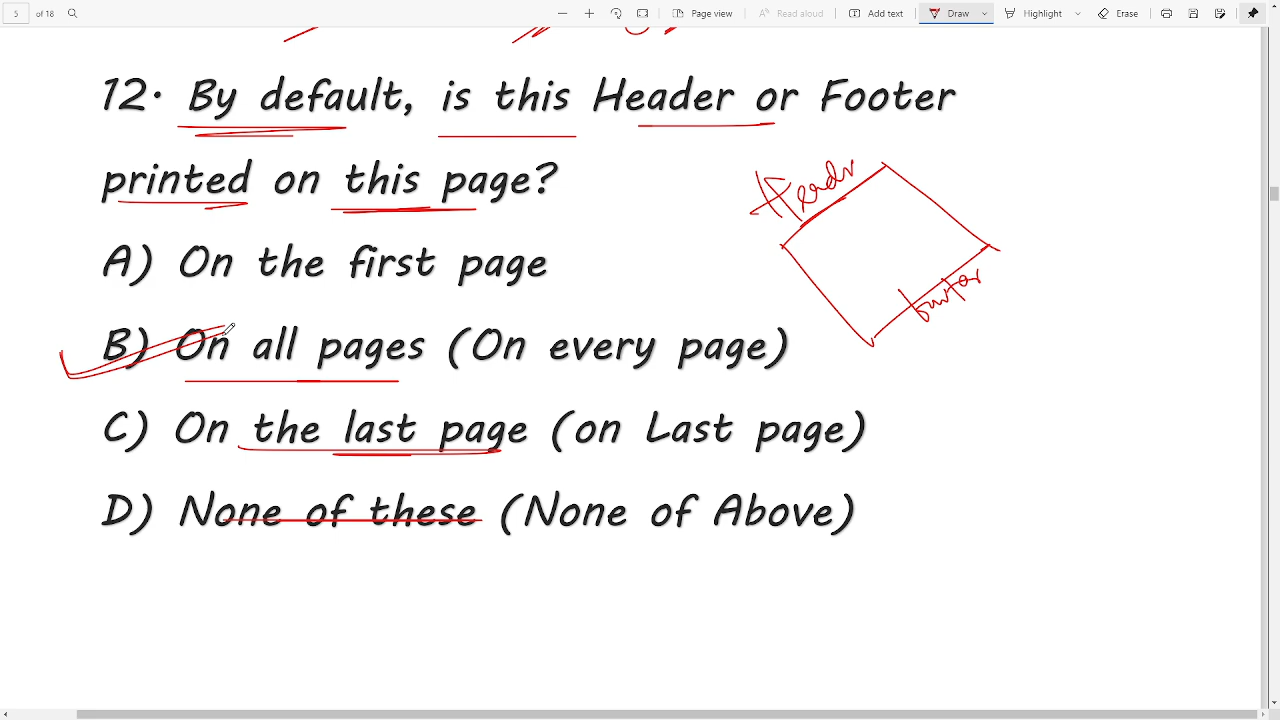 5 of 18 Page view Read aloud Add text Draw Highlight Erase
12. By default, is this Header or Footer
printed on this page?
Header
A) On the first page
footer
B) On all pages (On every page)
C) On the last page (on Last page)
D) None of these (None of Above)